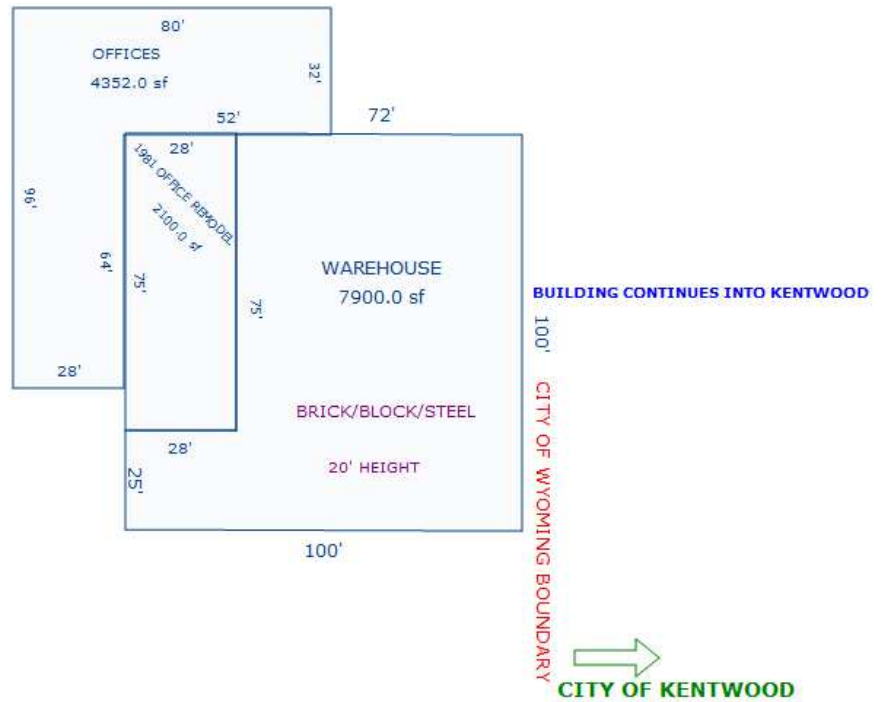 80'
OFFICES
4352.0 sf
32'
52'
72'
28'
1981 OFFICE REMODEL
2100.0 sf
96'
64'
75'
75'
WAREHOUSE
7900.0 sf
BUILDING CONTINUES INTO KENTWOOD
100'
28'
BRICK/BLOCK/STEEL
28'
20' HEIGHT
25'
100'
CITY OF WYOMING BOUNDARY
CITY OF KENTWOOD